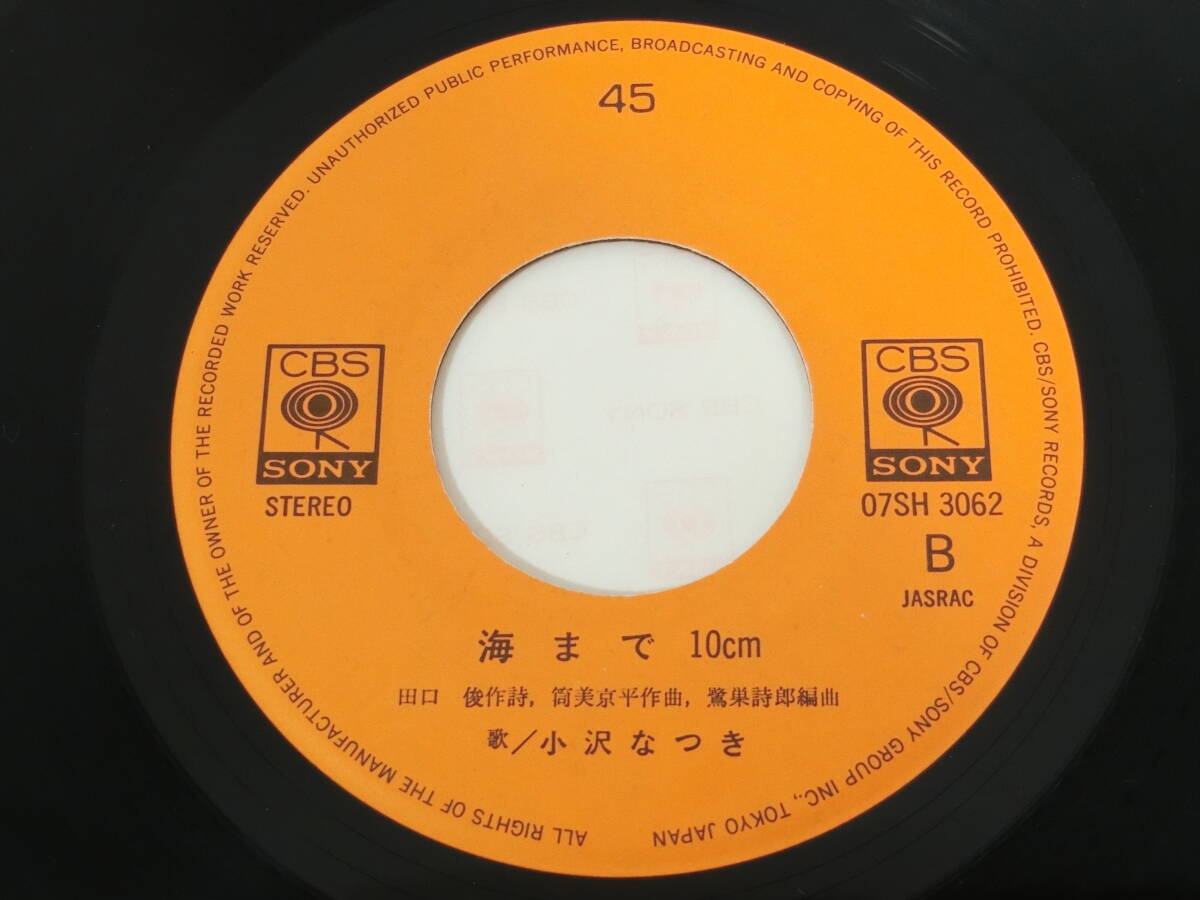 45
ALL RIGHTS OF THE MANUFACTURER AND OF THE OWNER OF THE RECORDED WORK RESERVED. UNAUTHORIZED PUBLIC PERFORMANCE, BROADCASTING AND COPYING OF THIS RECORD PROHIBITED. CBS/SONY RECORDS, A DIVISION OF CBS/SONY GROUP INC., TOKYO JAPAN
CBS
SONY
STEREO
CBS
SONY
07SH 3062
B
JASRAC
CBS SONY
海まで 10cm
田口 俊作詩, 筒美京平作曲, 鷺巣詩郎編曲
歌/小沢なつき